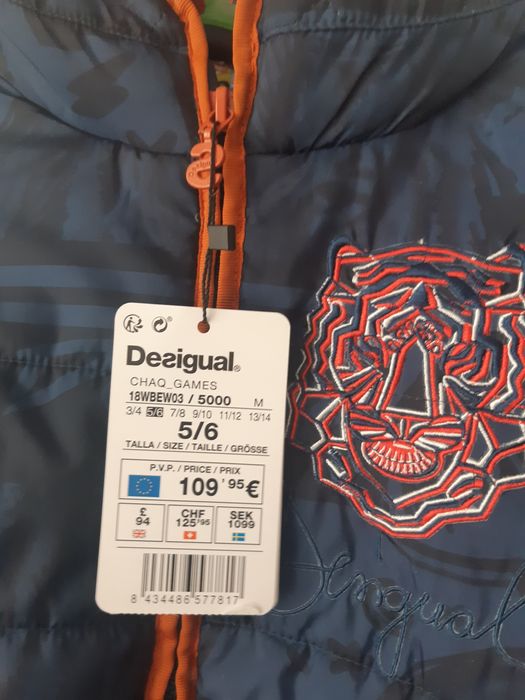 Desigual®
CHAQ_GAMES
18WBEW03 / 5000 M
3/4 5/6 7/8 9/10 11/12 13/14
5/6
TALLA / SIZE / TAILLE / GRÖSSE
P.V.P. / PRICE / PRIX
109'95€
£ CHF SEK
94 125'95 1099
8 434486 577817
Desigual